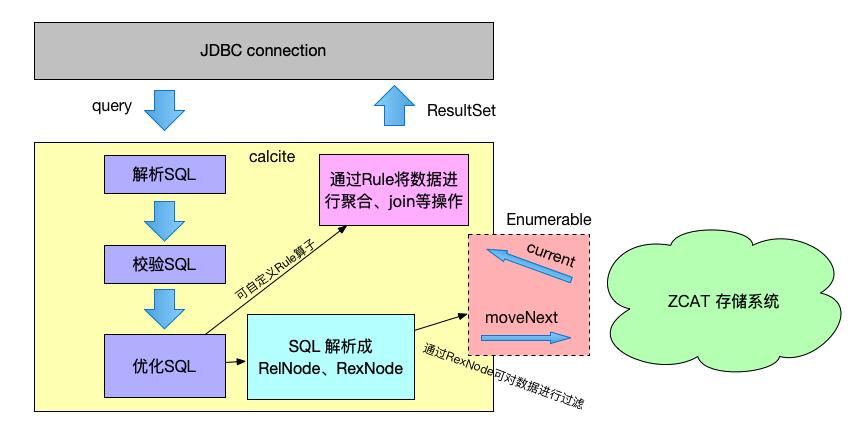 JDBC connection
query
ResultSet
calcite
解析SQL
通过Rule将数据进
行聚合、join等操作
校验SQL
可自定义Rule算子
Enumerable
current
moveNext
ZCAT 存储系统
优化SQL
SQL 解析成
RelNode、RexNode
通过RexNode可对数据进行过滤